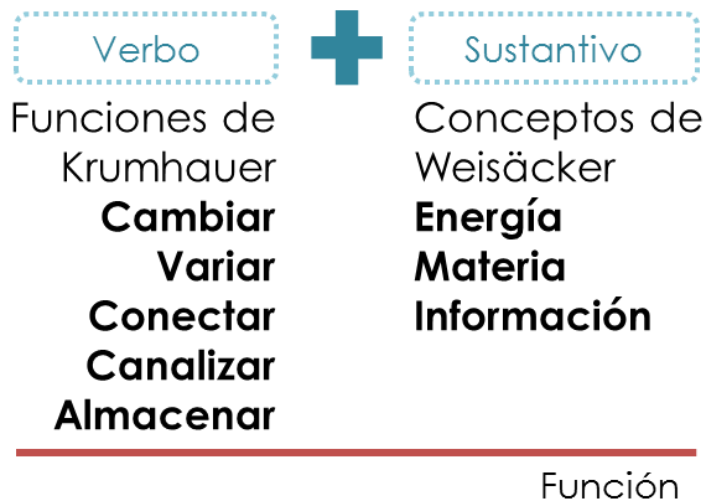 Verbo
Sustantivo
Funciones de
Krumhauer
Cambiar
Variar
Conectar
Canalizar
Almacenar
Conceptos de
Weisäcker
Energía
Materia
Información
Función